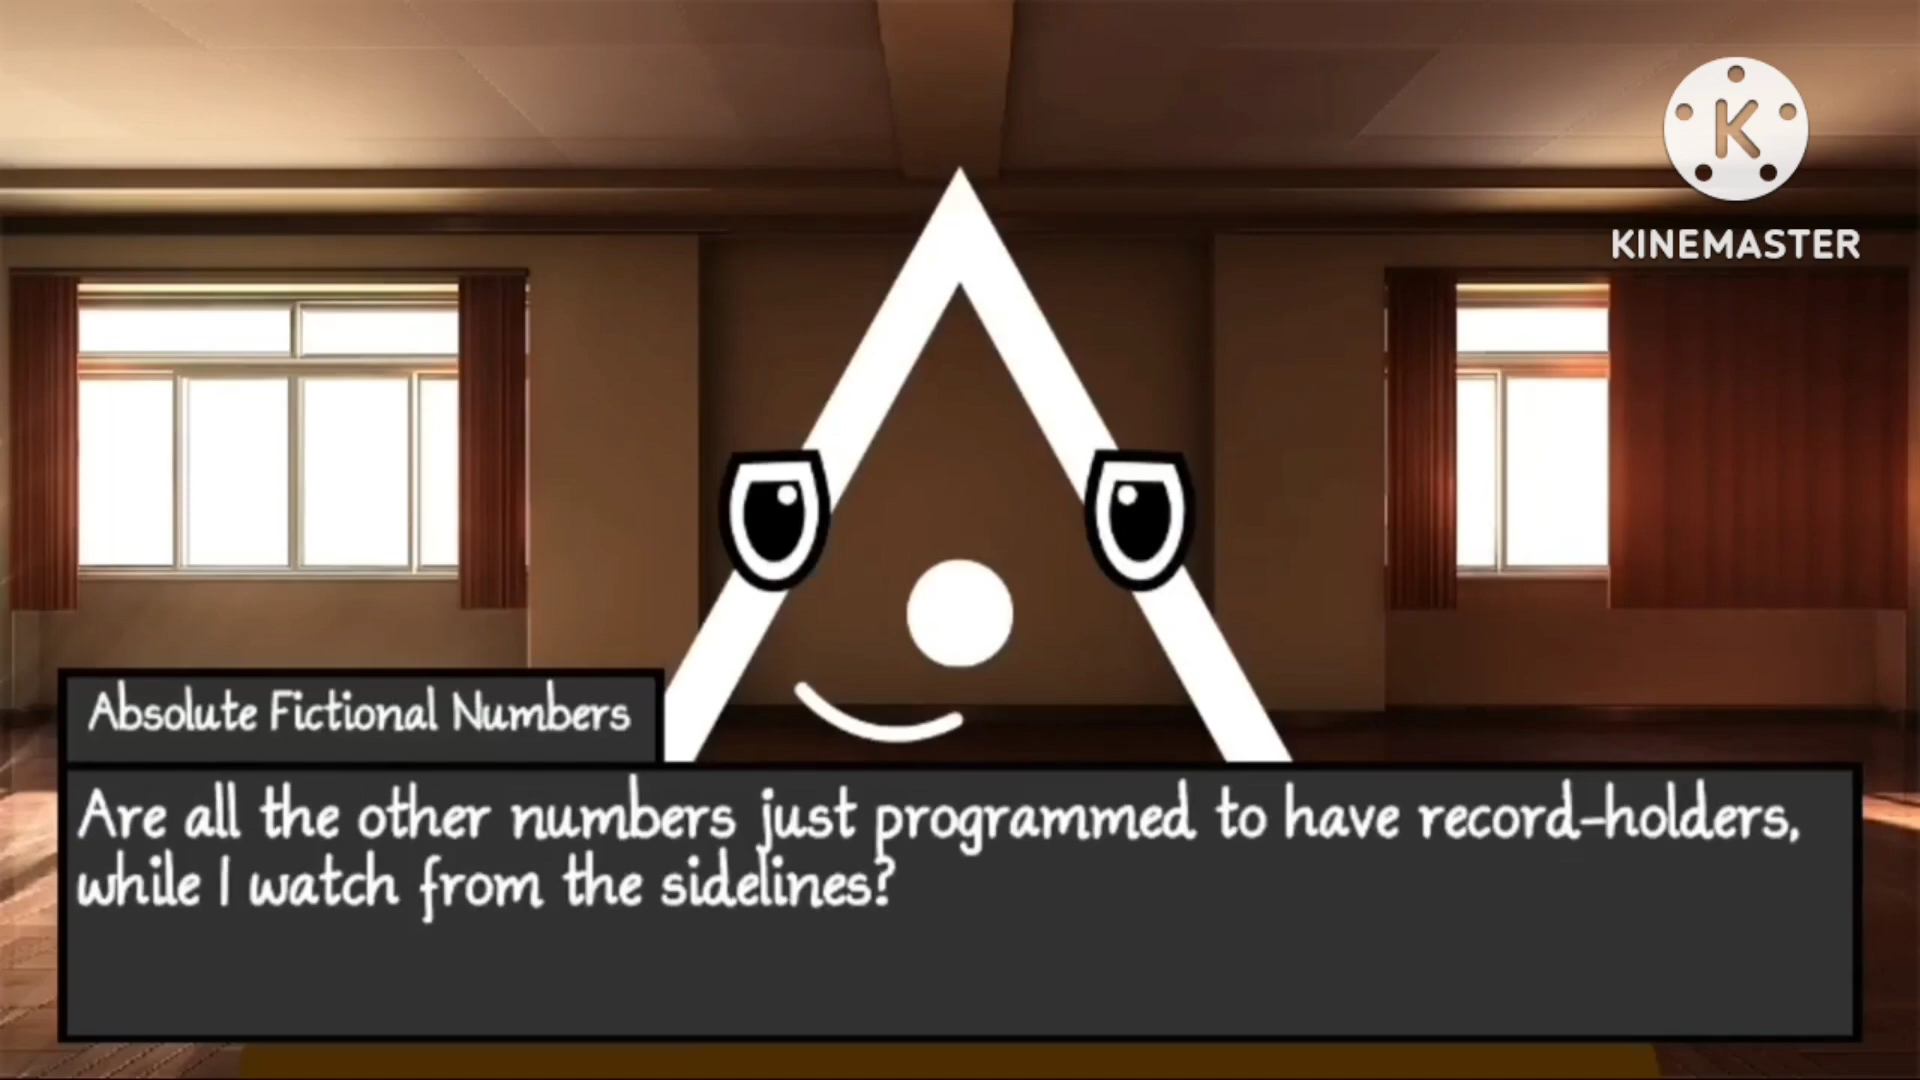 K
KINEMASTER
Absolute Fictional Numbers
Are all the other numbers just programmed to have record-holders,
while I watch from the sidelines?